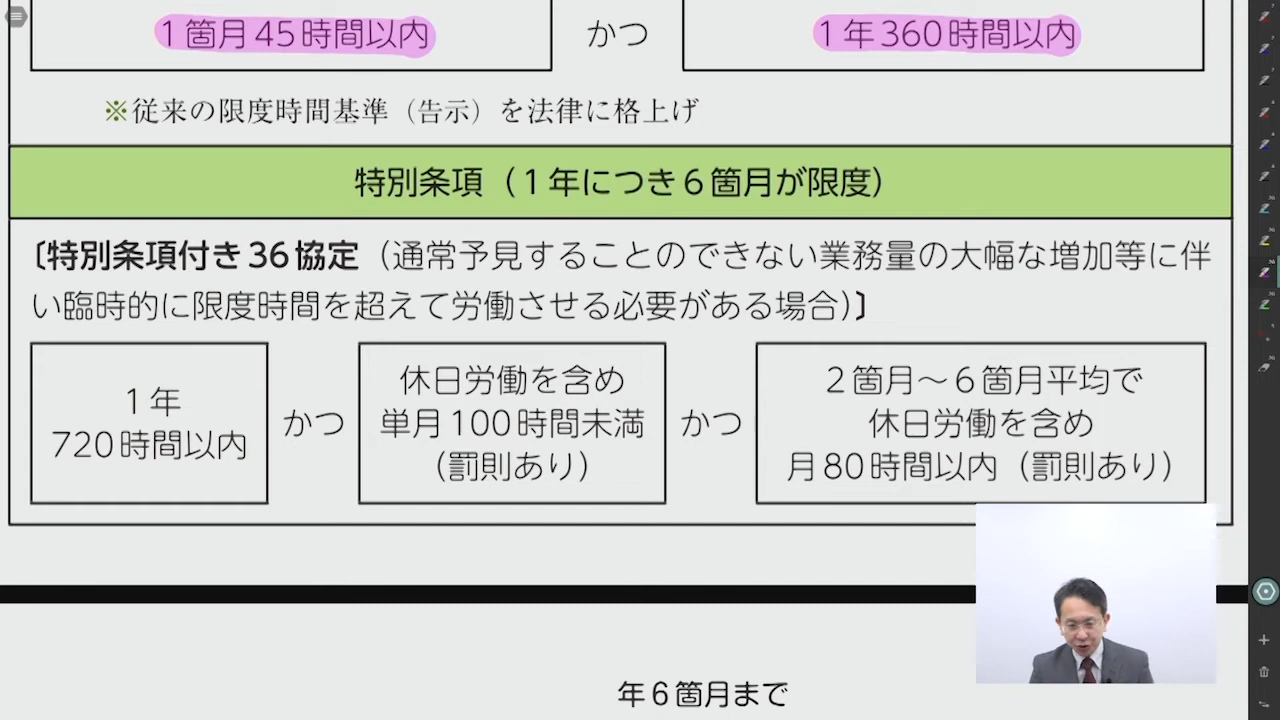 1箇月45時間以内 かつ 1年360時間以内
※従来の限度時間基準（告示）を法律に格上げ
特別条項（1年につき6箇月が限度）
〔特別条項付き36協定（通常予見することのできない業務量の大幅な増加等に伴
い臨時的に限度時間を超えて労働させる必要がある場合）〕
1年
720時間以内
かつ
休日労働を含め
単月100時間未満
（罰則あり）
かつ
2箇月～6箇月平均で
休日労働を含め
月80時間以内（罰則あり）
年6箇月まで